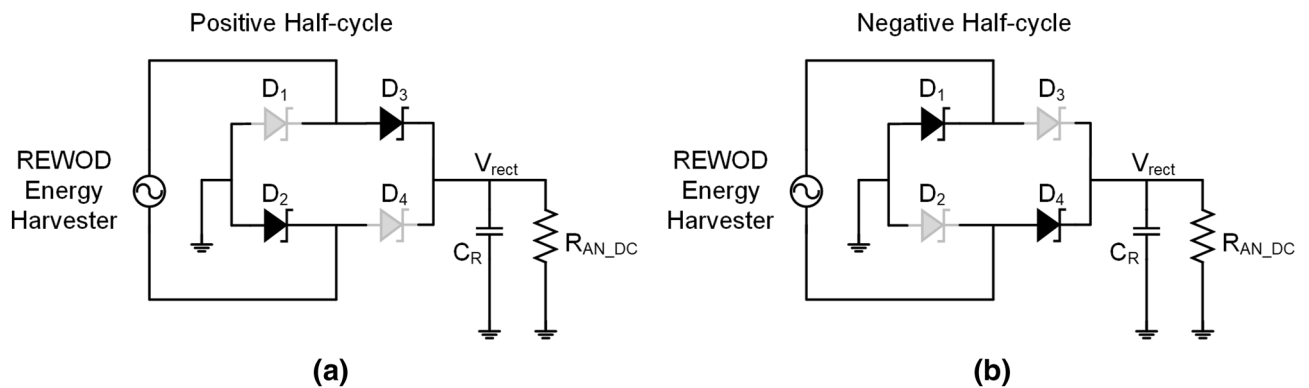 Positive Half-cycle
D1
D3
REWOD
Energy
Harvester
D2
D4
Vrect
CR
RAN_DC
(a)
Negative Half-cycle
D1
D3
REWOD
Energy
Harvester
D2
D4
Vrect
CR
RAN_DC
(b)